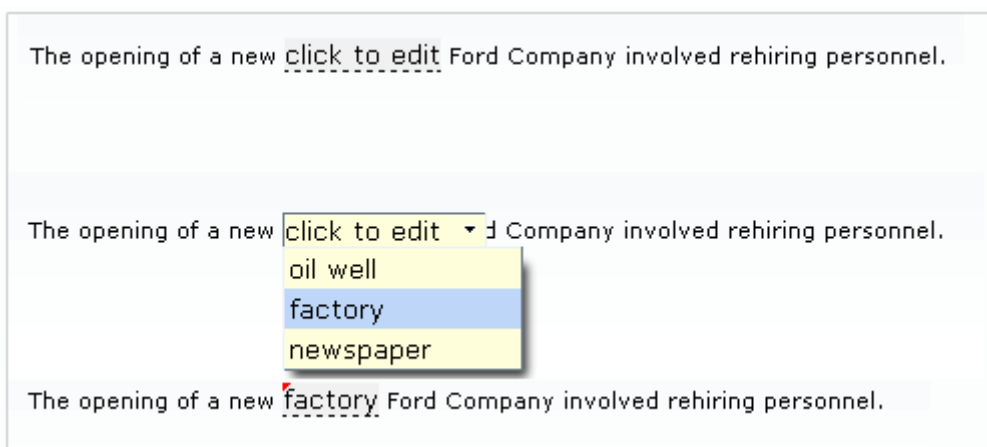 The opening of a new click to edit Ford Company involved rehiring personnel.
The opening of a new click to edit d Company involved rehiring personnel.
oil well
factory
newspaper
The opening of a new factory Ford Company involved rehiring personnel.